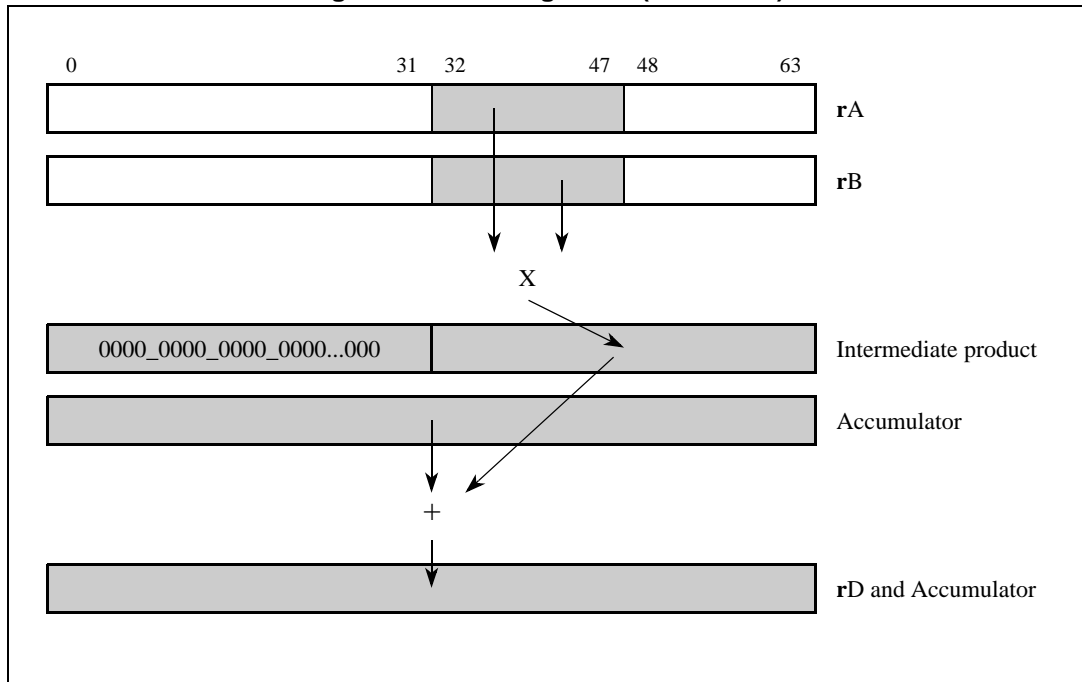 0 31 32 47 48 63
rA
rB
X
0000_0000_0000_0000...000 Intermediate product
Accumulator
+
rD and Accumulator